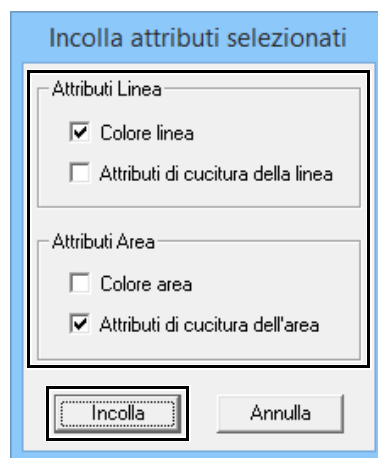 Incolla attributi selezionati
Attributi Linea
Colore linea
Attributi di cucitura della linea
Attributi Area
Colore area
Attributi di cucitura dell'area
Incolla
Annulla